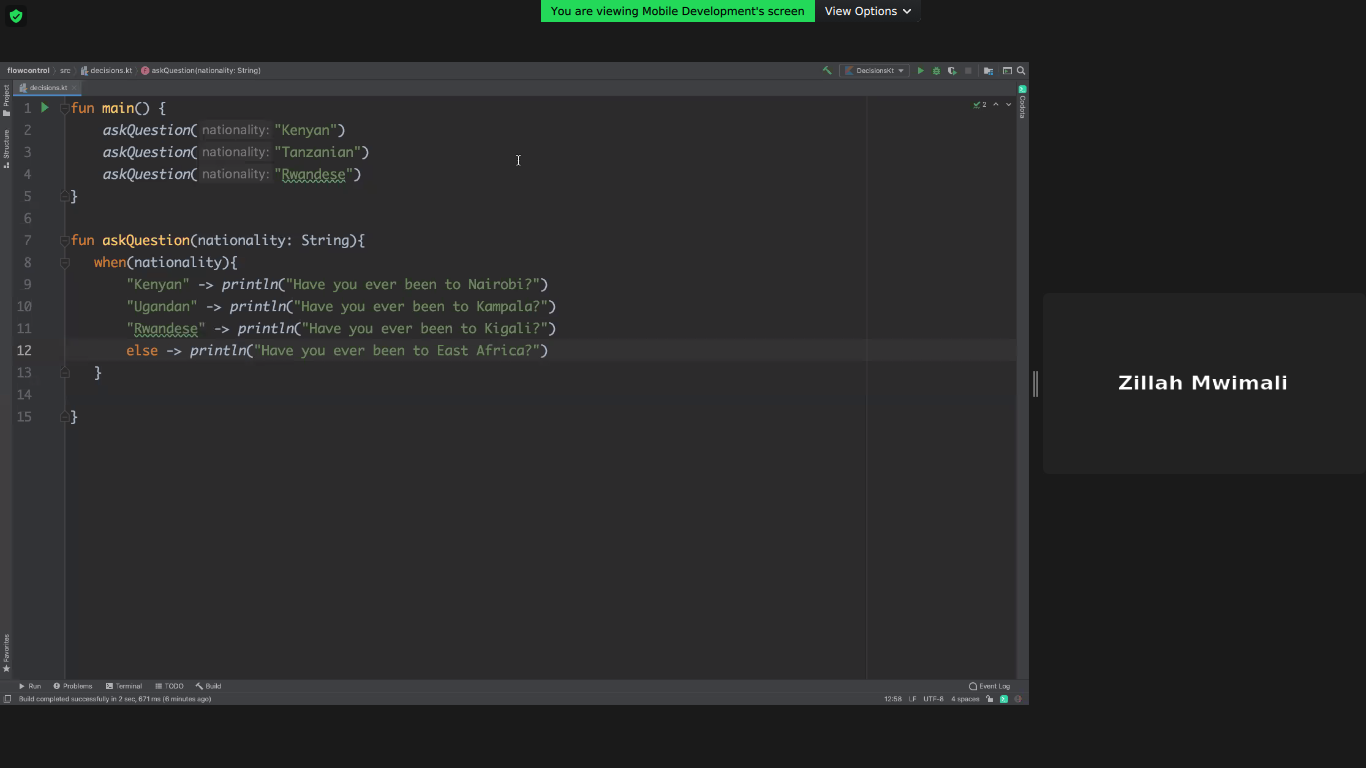 You are viewing Mobile Development's screen
View Options
flowcontrol src decisions.kt askQuestion(nationality: String)
DecisionsKt
decisions.kt
Project
Structure
Favorites
Codota
2
1 fun main() {
2 askQuestion( nationality: "Kenyan")
3 askQuestion( nationality: "Tanzanian")
4 askQuestion( nationality: "Rwandese")
5 }
6
7 fun askQuestion(nationality: String){
8 when(nationality){
9 "Kenyan" -> println("Have you ever been to Nairobi?")
10 "Ugandan" -> println("Have you ever been to Kampala?")
11 "Rwandese" -> println("Have you ever been to Kigali?")
12 else -> println("Have you ever been to East Africa?")
13 }
14
15 }
Zillah Mwimali
Run Problems Terminal TODO Build Event Log
Build completed successfully in 2 sec, 671 ms (6 minutes ago) 12:58 LF UTF-8 4 spaces